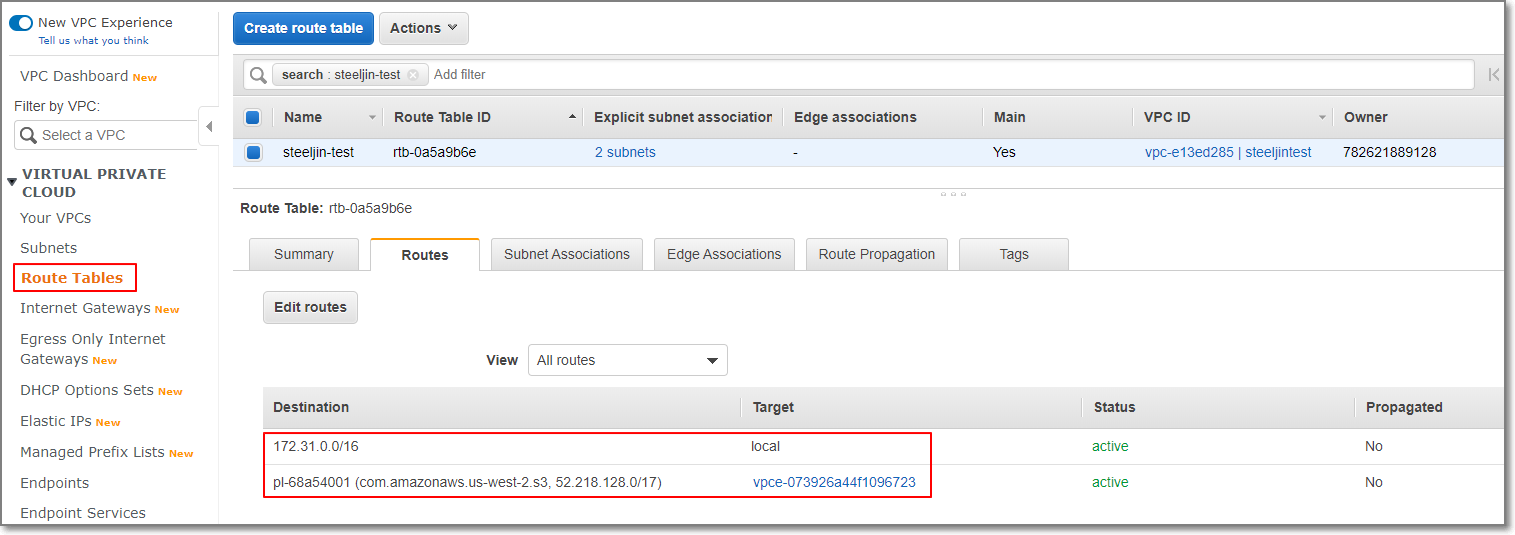 New VPC Experience
Tell us what you think
VPC Dashboard New
Filter by VPC:
Select a VPC
VIRTUAL PRIVATE
CLOUD
Your VPCs
Subnets
Route Tables
Internet Gateways New
Egress Only Internet
Gateways New
DHCP Options Sets New
Elastic IPs New
Managed Prefix Lists New
Endpoints
Endpoint Services
Create route table Actions
search : steeljin-test Add filter
Name Route Table ID Explicit subnet association Edge associations Main VPC ID Owner
steeljin-test rtb-0a5a9b6e 2 subnets - Yes vpc-e13ed285 | steeljintest 782621889128
Route Table: rtb-0a5a9b6e
Summary Routes Subnet Associations Edge Associations Route Propagation Tags
Edit routes
View All routes
Destination Target Status Propagated
172.31.0.0/16 local active No
pl-68a54001 (com.amazonaws.us-west-2.s3, 52.218.128.0/17) vpce-073926a44f1096723 active No